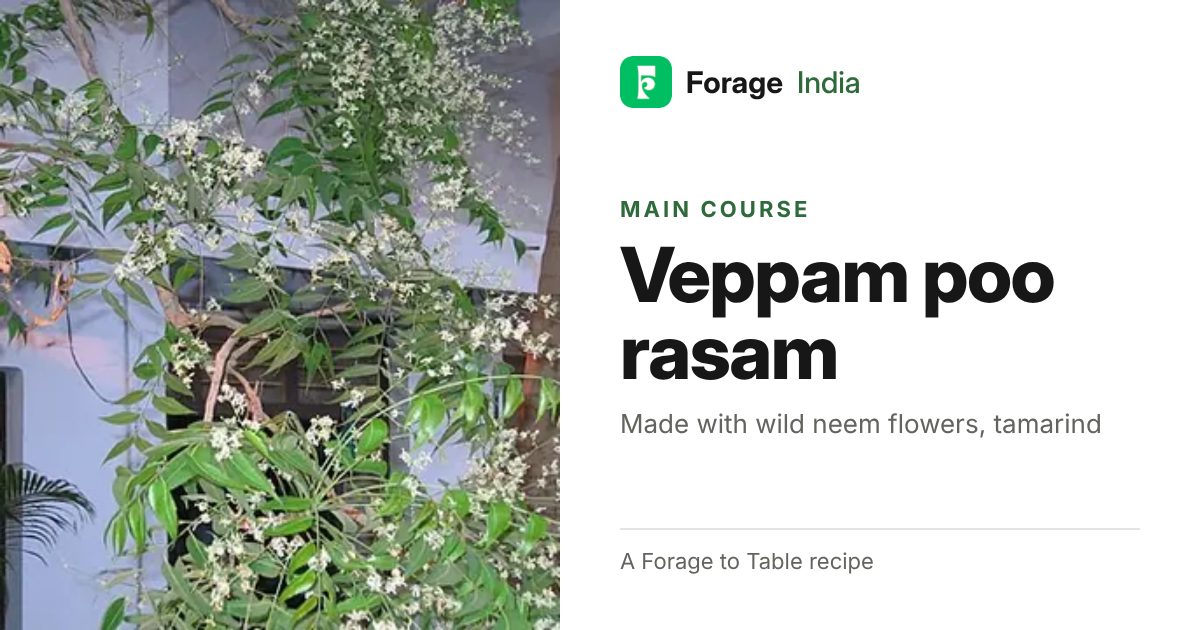 Forage India
MAIN COURSE
Veppam poo
rasam
Made with wild neem flowers, tamarind
A Forage to Table recipe